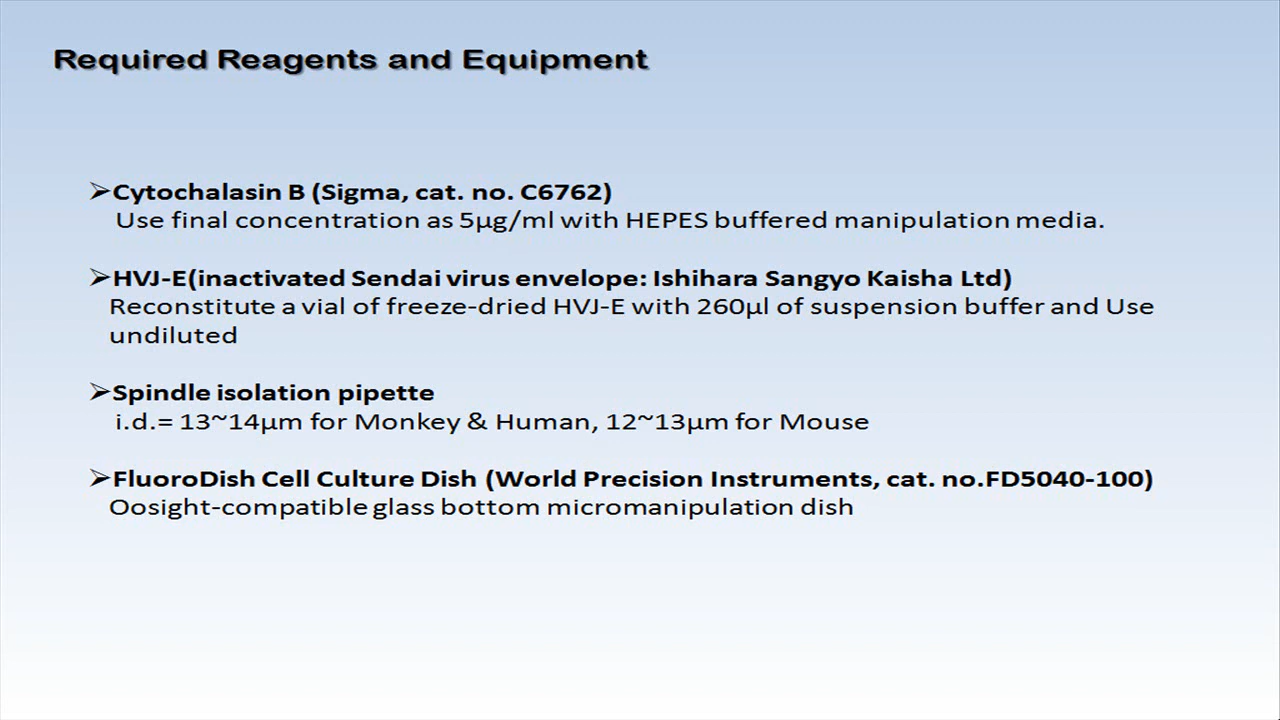 Required Reagents and Equipment
➢Cytochalasin B (Sigma, cat. no. C6762)
Use final concentration as 5µg/ml with HEPES buffered manipulation media.
➢HVJ-E(inactivated Sendai virus envelope: Ishihara Sangyo Kaisha Ltd)
Reconstitute a vial of freeze-dried HVJ-E with 260µl of suspension buffer and Use
undiluted
➢Spindle isolation pipette
i.d.= 13~14µm for Monkey & Human, 12~13µm for Mouse
➢FluoroDish Cell Culture Dish (World Precision Instruments, cat. no.FD5040-100)
Oosight-compatible glass bottom micromanipulation dish